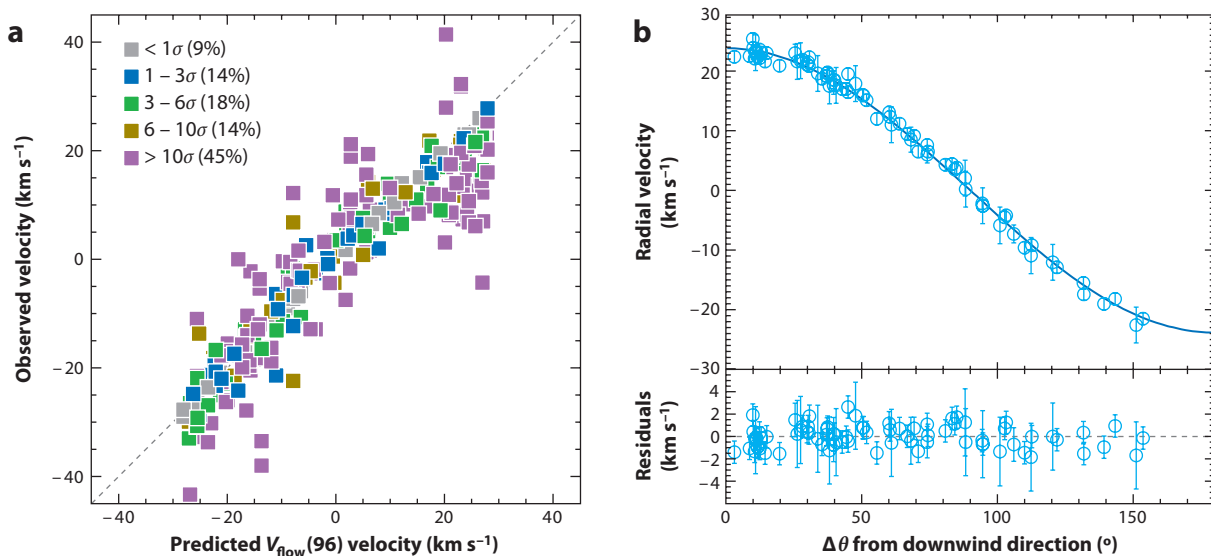 a
Observed velocity (km s⁻¹)
40
20
0
−20
−40
< 1σ (9%)
1 – 3σ (14%)
3 – 6σ (18%)
6 – 10σ (14%)
> 10σ (45%)
−40 −20 0 20 40
Predicted V_flow(96) velocity (km s⁻¹)
b
Radial velocity
(km s⁻¹)
30
20
10
0
−10
−20
−30
Residuals
(km s⁻¹)
4
2
0
−2
−4
0 50 100 150
Δθ from downwind direction (º)